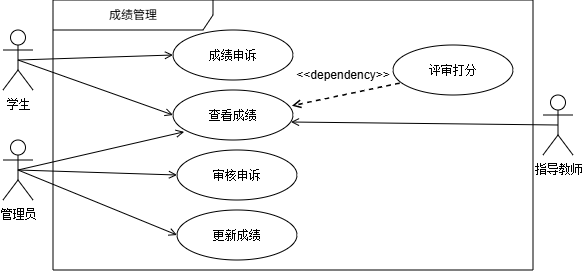 成绩管理
学生
成绩申诉
<<dependency>>
评审打分
查看成绩
指导教师
管理员
审核申诉
更新成绩